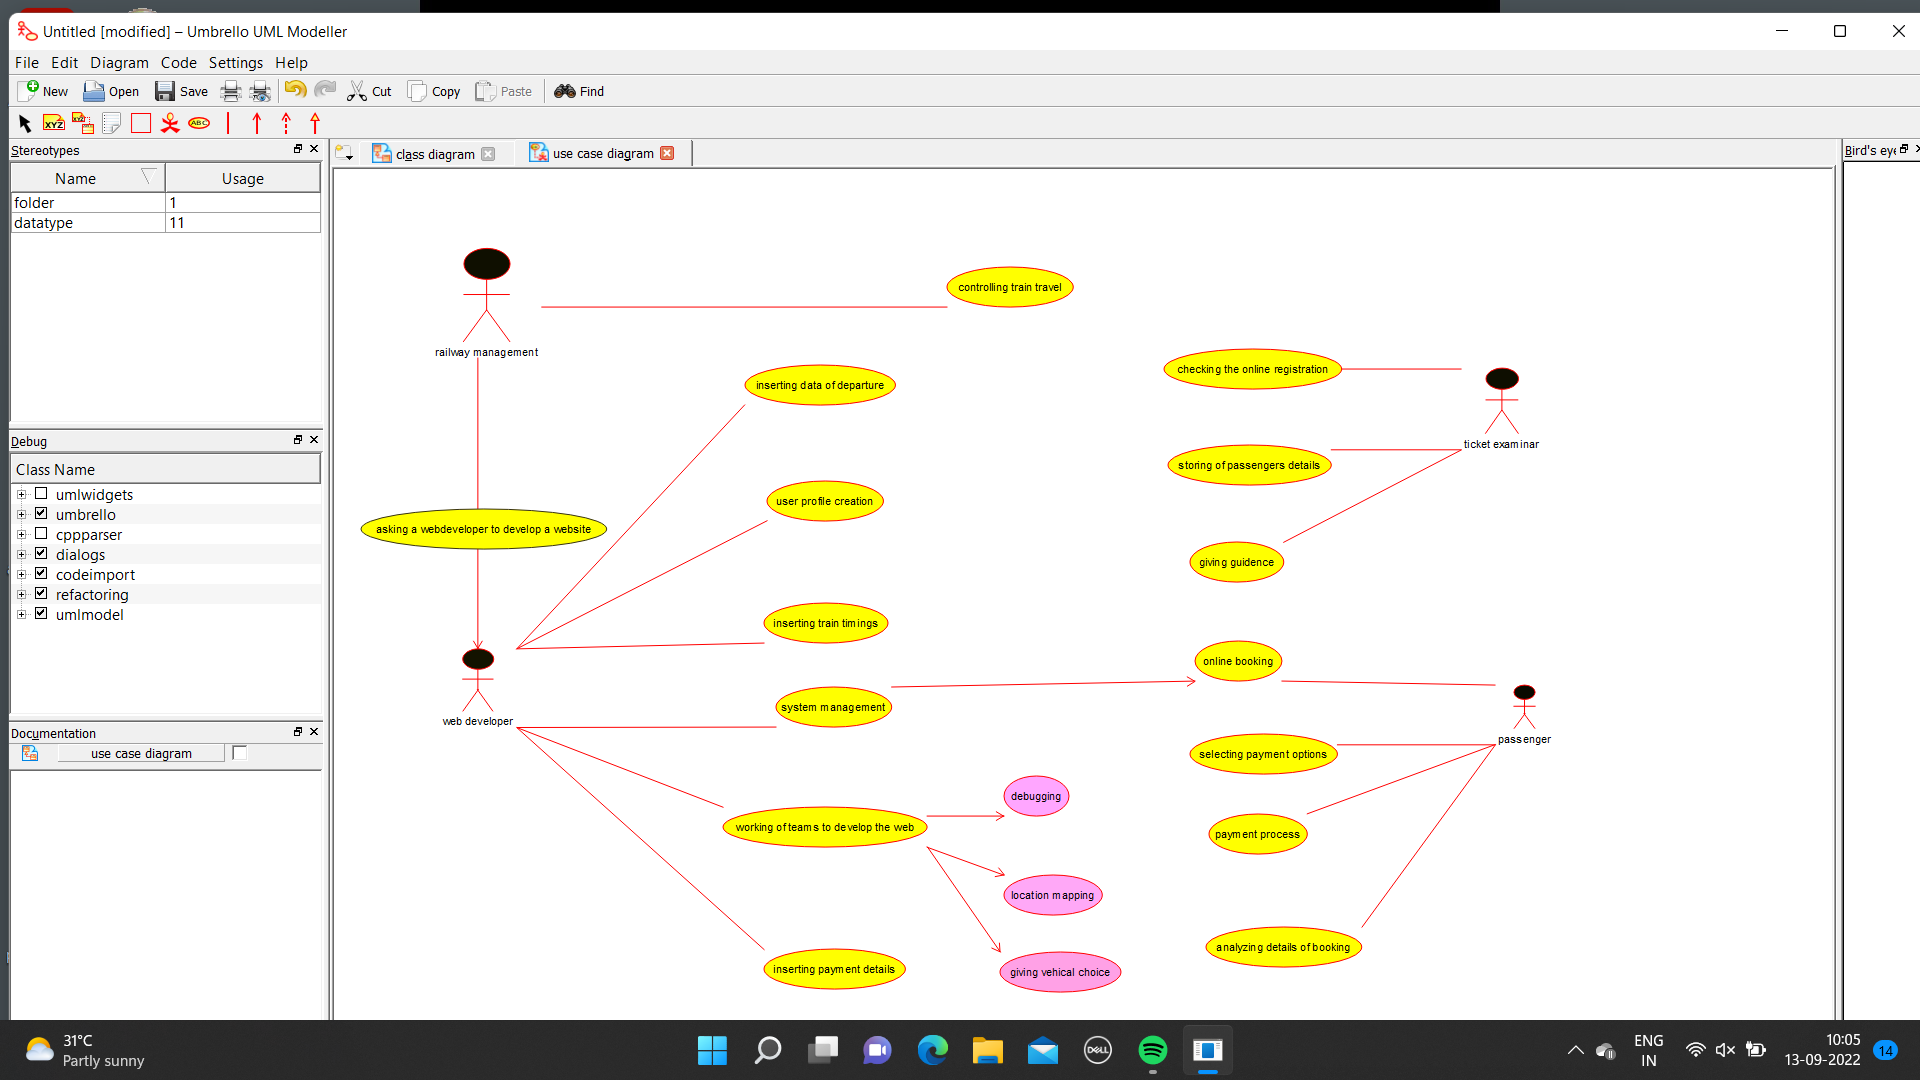 Untitled [modified] – Umbrello UML Modeller
File Edit Diagram Code Settings Help
New Open Save Cut Copy Paste Find
XYZ XYZ ABC
Stereotypes
Name Usage
folder 1
datatype 11
Debug
Class Name
umlwidgets
umbrello
cppparser
dialogs
codeimport
refactoring
umlmodel
Documentation
use case diagram
class diagram use case diagram
Bird's eye
railway management
controlling train travel
inserting data of departure
checking the online registration
ticket examinar
storing of passengers details
user profile creation
asking a webdeveloper to develop a website
giving guidence
inserting train timings
online booking
system management
web developer
passenger
selecting payment options
debugging
working of teams to develop the web
payment process
location mapping
analyzing details of booking
inserting payment details
giving vehical choice
31°C
Partly sunny
DELL
ENG
IN
10:05
13-09-2022
14